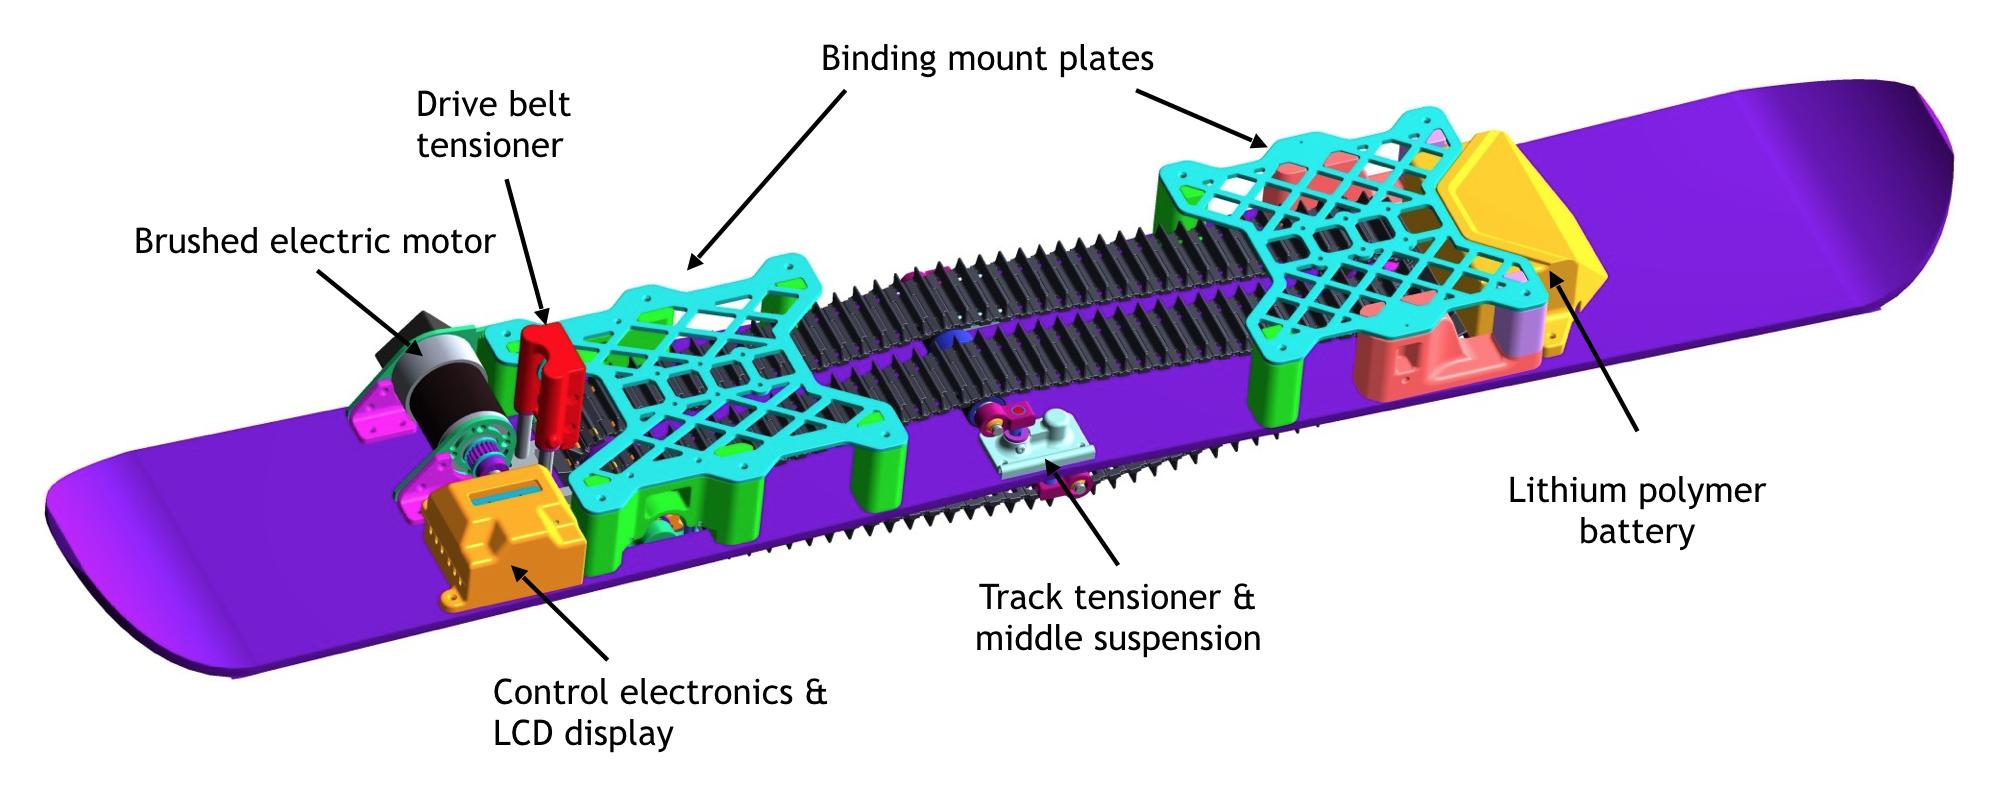 Binding mount plates
Drive belt
tensioner
Brushed electric motor
Lithium polymer
battery
Track tensioner &
middle suspension
Control electronics &
LCD display